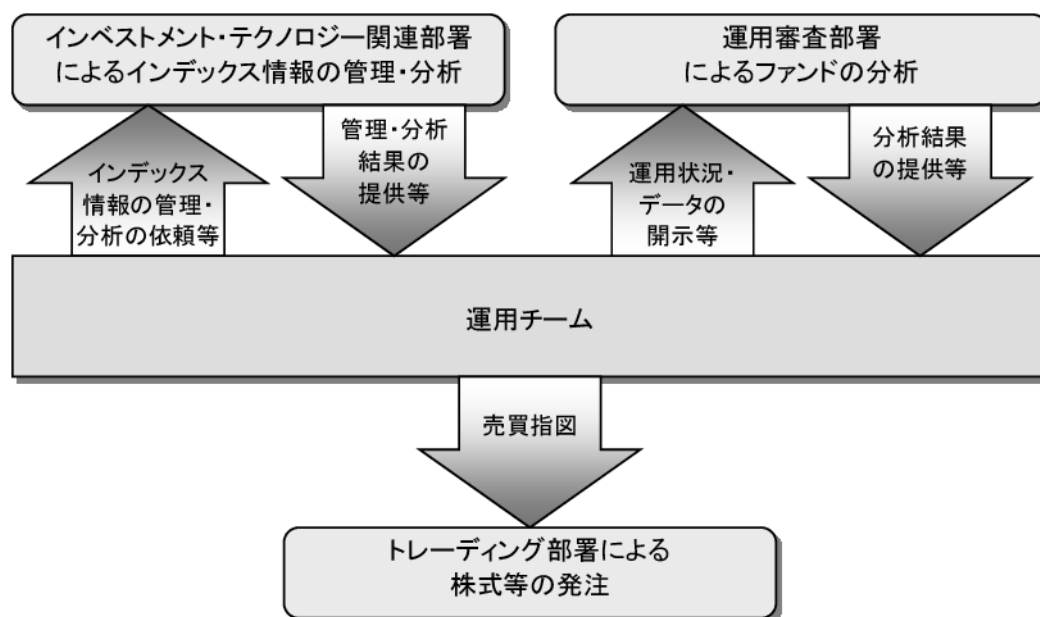 インベストメント・テクノロジー関連部署
によるインデックス情報の管理・分析
運用審査部署
によるファンドの分析
インデックス
情報の管理・
分析の依頼等
管理・分析
結果の
提供等
運用状況・
データの
開示等
分析結果
の提供等
運用チーム
売買指図
トレーディング部署による
株式等の発注